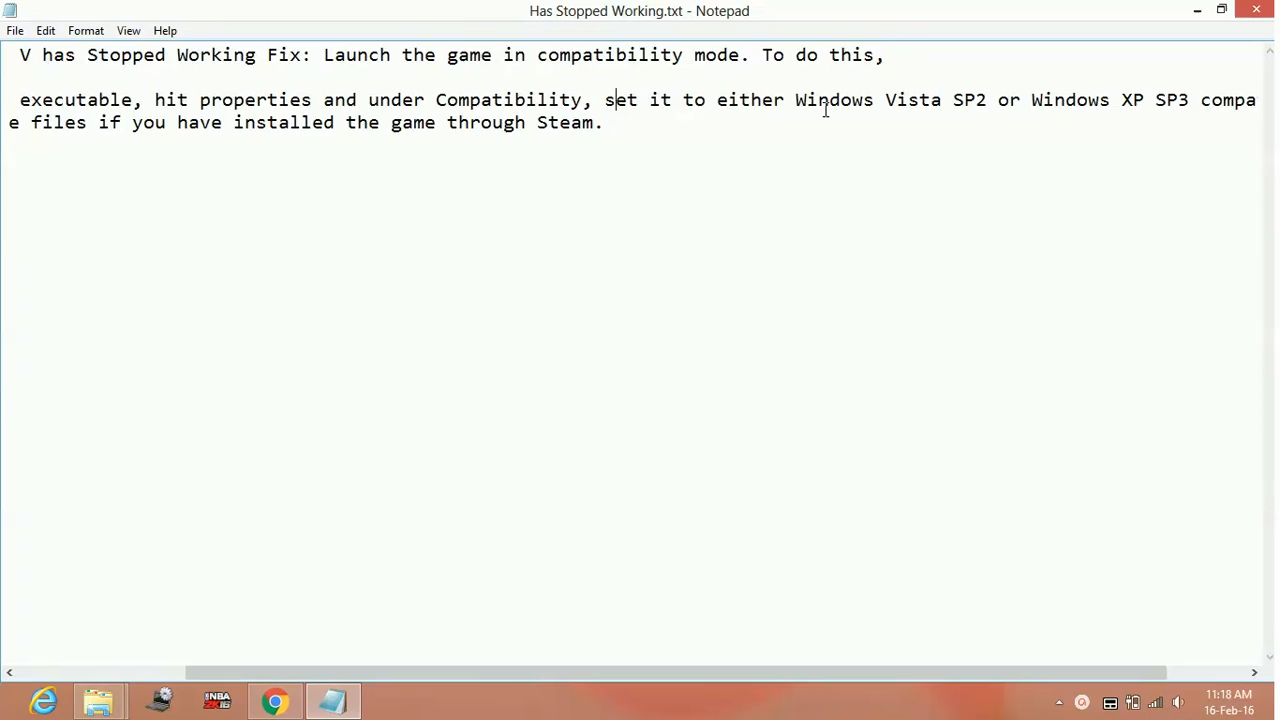 Has Stopped Working.txt - Notepad
File Edit Format View Help
V has Stopped Working Fix: Launch the game in compatibility mode. To do this,
executable, hit properties and under Compatibility, set it to either Windows Vista SP2 or Windows XP SP3 compa
e files if you have installed the game through Steam.
NBA
2K16
11:18 AM
16-Feb-16